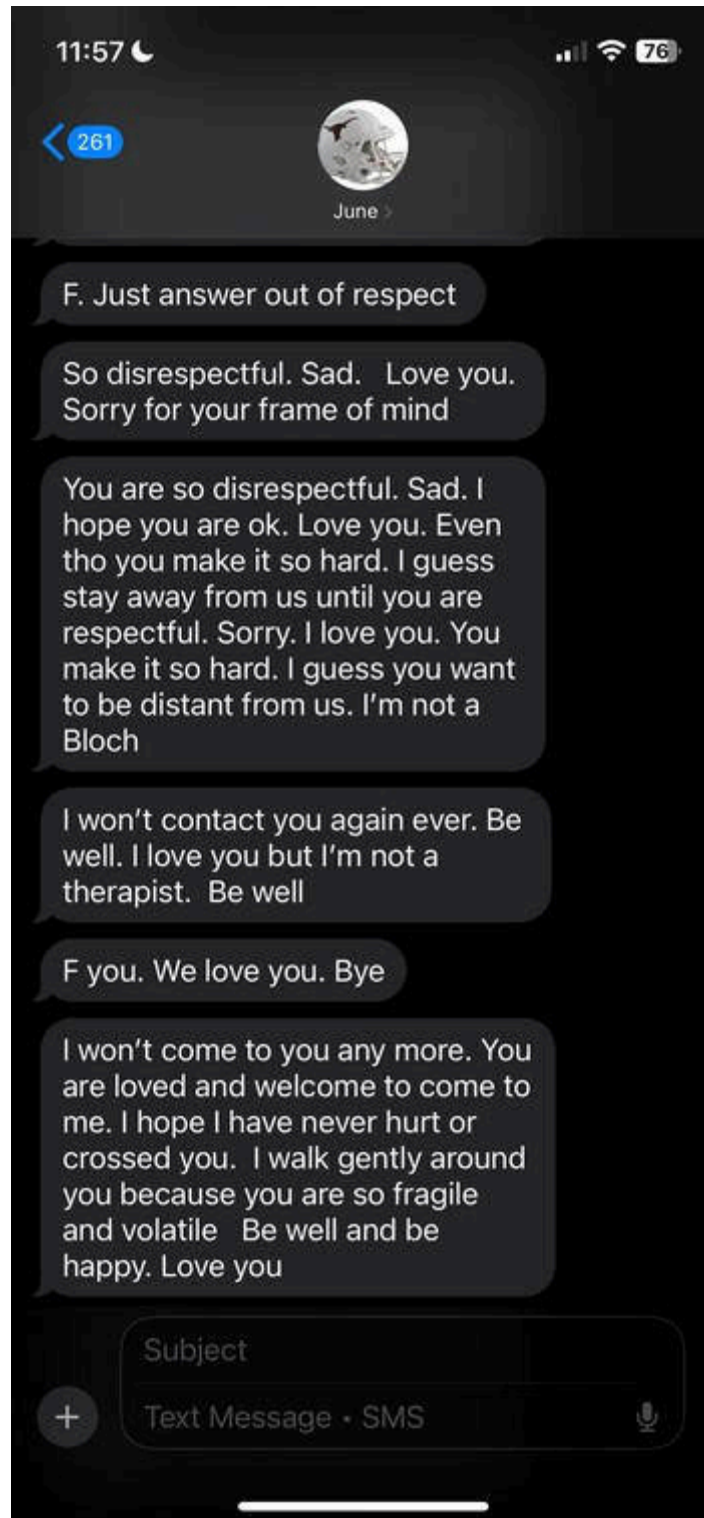 11:57
76
261
June
F. Just answer out of respect
So disrespectful. Sad.   Love you.
Sorry for your frame of mind
You are so disrespectful. Sad. I
hope you are ok. Love you. Even
tho you make it so hard. I guess
stay away from us until you are
respectful. Sorry. I love you. You
make it so hard. I guess you want
to be distant from us. I’m not a
Bloch
I won’t contact you again ever. Be
well. I love you but I’m not a
therapist.  Be well
F you. We love you. Bye
I won’t come to you any more. You
are loved and welcome to come to
me. I hope I have never hurt or
crossed you.  I walk gently around
you because you are so fragile
and volatile   Be well and be
happy. Love you
Subject
Text Message • SMS